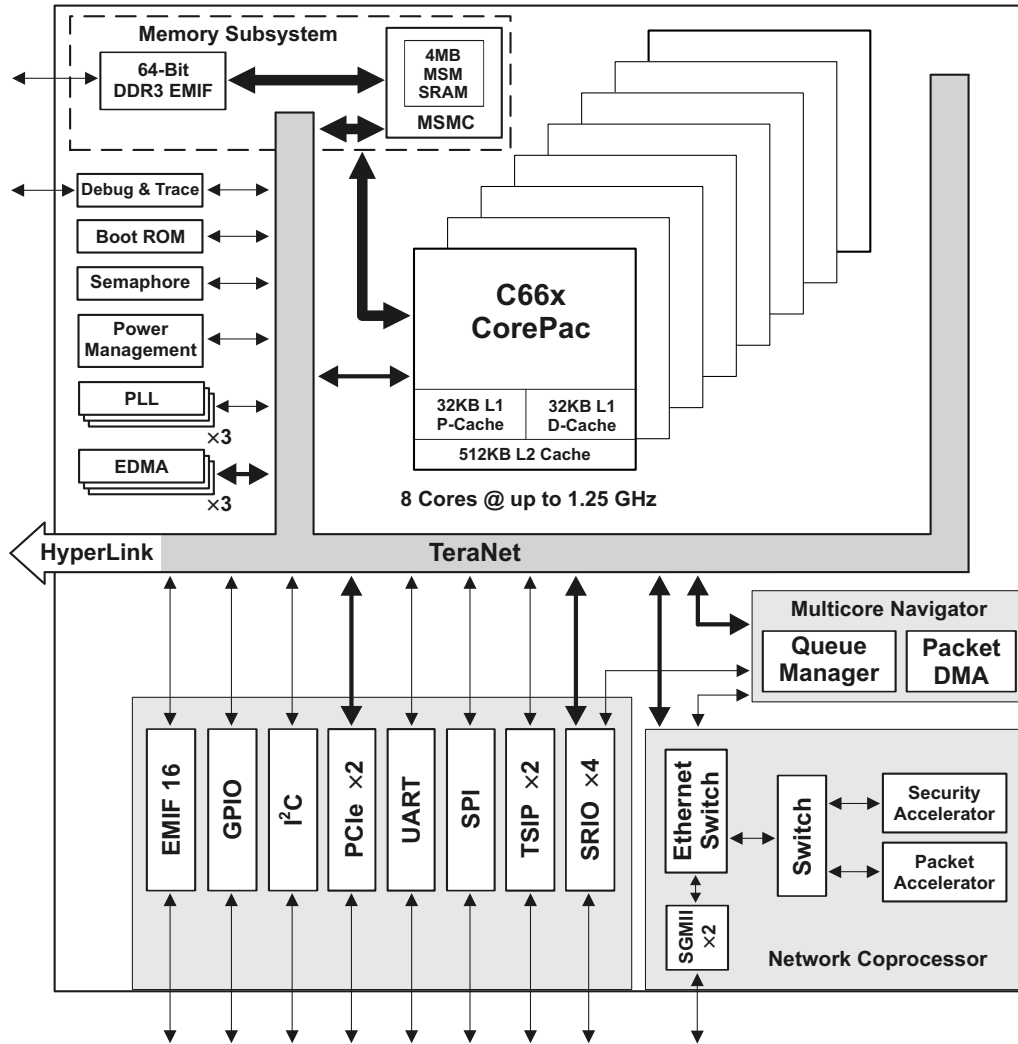 Memory Subsystem
64-Bit
DDR3 EMIF
4MB
MSM
SRAM
MSMC
Debug & Trace
Boot ROM
Semaphore
Power
Management
PLL
×3
EDMA
×3
C66x
CorePac
32KB L1
P-Cache
32KB L1
D-Cache
512KB L2 Cache
8 Cores @ up to 1.25 GHz
HyperLink
TeraNet
Multicore Navigator
Queue
Manager
Packet
DMA
EMIF 16
GPIO
I²C
PCIe ×2
UART
SPI
TSIP ×2
SRIO ×4
Ethernet
Switch
Switch
Security
Accelerator
Packet
Accelerator
SGMII
×2
Network Coprocessor